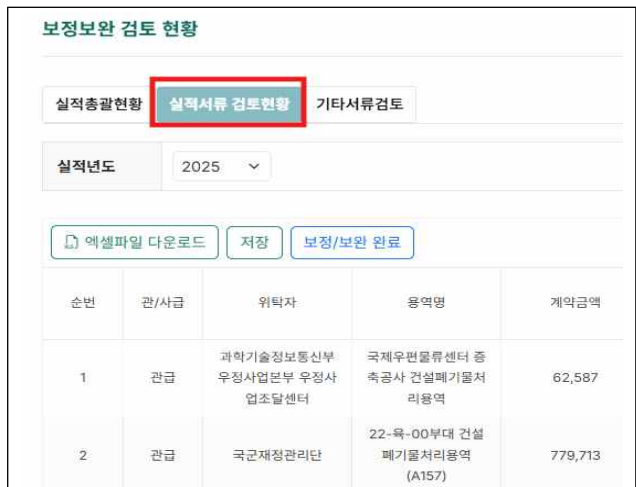 보정보완 검토 현황
실적총괄현황 실적서류 검토현황 기타서류검토
실적년도 2025
엑셀파일 다운로드 저장 보정/보완 완료
순번 관/사급 위탁자 용역명 계약금액
과학기술정보통신부 국제우편물류센터 증
1 관급 우정사업본부 우정사 축공사 건설폐기물처 62,587
업조달센터 리용역
22-육-00부대 건설
2 관급 국군재정관리단 폐기물처리용역 779,713
(A157)